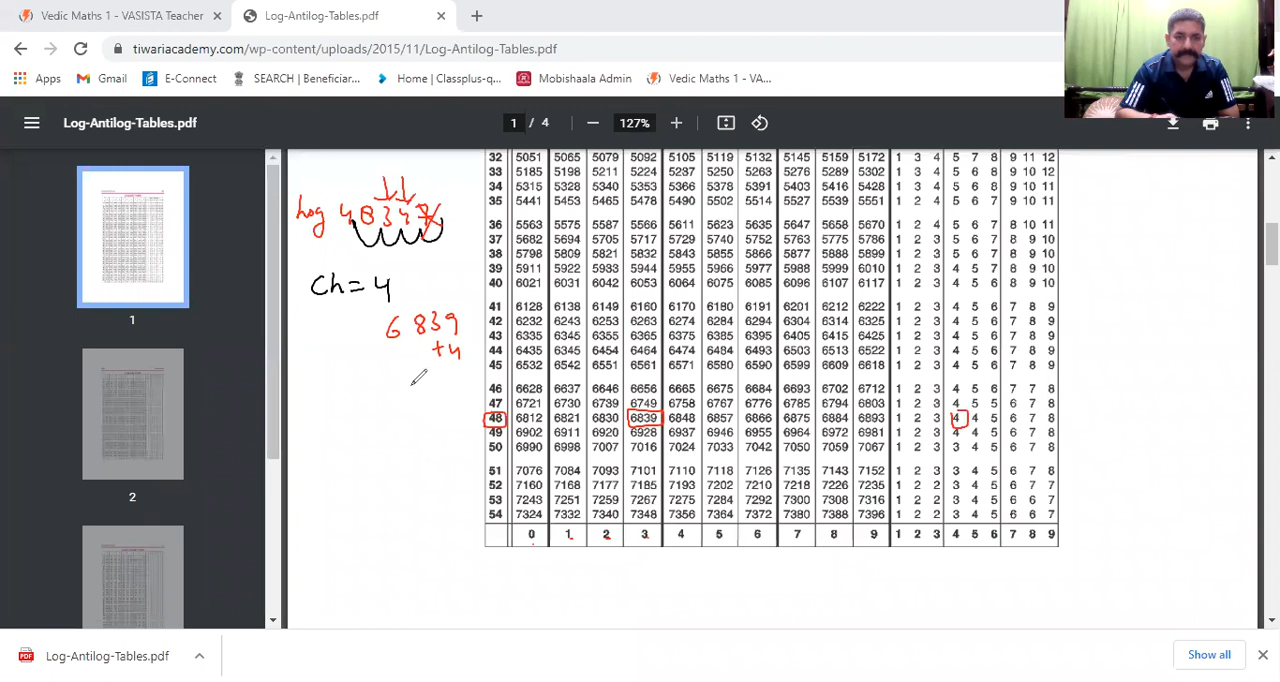 Vedic Maths 1 - VASISTA Teacher
Log-Antilog-Tables.pdf
tiwariacademy.com/wp-content/uploads/2015/11/Log-Antilog-Tables.pdf
Apps Gmail E-Connect SEARCH | Beneficiar... Home | Classplus-q... Mobishaala Admin Vedic Maths 1 - VA...
Log-Antilog-Tables.pdf 1 / 4 127%
1
2
log 4834
Ch = 4
6839
+4
32 5051 5065 5079 5092 5105 5119 5132 5145 5159 5172 1 3 4 5 7 8 9 11 12
33 5185 5198 5211 5224 5237 5250 5263 5276 5289 5302 1 3 4 5 6 8 9 10 12
34 5315 5328 5340 5353 5366 5378 5391 5403 5416 5428 1 3 4 5 6 8 9 10 11
35 5441 5453 5465 5478 5490 5502 5514 5527 5539 5551 1 2 4 5 6 7 9 10 11
36 5563 5575 5587 5566 5611 5623 5635 5647 5658 5670 1 2 4 5 6 7 8 10 11
37 5682 5694 5705 5717 5729 5740 5752 5763 5775 5786 1 2 3 5 6 7 8 9 10
38 5798 5809 5821 5832 5843 5855 5866 5877 5888 5899 1 2 3 5 6 7 8 9 10
39 5911 5922 5933 5944 5955 5966 5977 5988 5999 6010 1 2 3 4 5 7 8 9 10
40 6021 6031 6042 6053 6064 6075 6085 6096 6107 6117 1 2 3 4 5 6 8 9 10
41 6128 6138 6149 6160 6170 6180 6191 6201 6212 6222 1 2 3 4 5 6 7 8 9
42 6232 6243 6253 6263 6274 6284 6294 6304 6314 6325 1 2 3 4 5 6 7 8 9
43 6335 6345 6355 6365 6375 6385 6395 6405 6415 6425 1 2 3 4 5 6 7 8 9
44 6435 6345 6454 6464 6474 6484 6493 6503 6513 6522 1 2 3 4 5 6 7 8 9
45 6532 6542 6551 6561 6571 6580 6590 6599 6609 6618 1 2 3 4 5 6 7 8 9
46 6628 6637 6646 6656 6665 6675 6684 6693 6702 6712 1 2 3 4 5 6 7 7 8
47 6721 6730 6739 6749 6758 6767 6776 6785 6794 6803 1 2 3 4 5 5 6 7 8
48 6812 6821 6830 6839 6848 6857 6866 6875 6884 6893 1 2 3 4 4 5 6 7 8
49 6902 6911 6920 6928 6937 6946 6955 6964 6972 6981 1 2 3 4 4 5 6 7 8
50 6990 6998 7007 7016 7024 7033 7042 7050 7059 7067 1 2 3 3 4 5 6 7 8
51 7076 7084 7093 7101 7110 7118 7126 7135 7143 7152 1 2 3 3 4 5 6 7 8
52 7160 7168 7177 7185 7193 7202 7210 7218 7226 7235 1 2 2 3 4 5 6 7 7
53 7243 7251 7259 7267 7275 7284 7292 7300 7308 7316 1 2 2 3 4 5 6 6 7
54 7324 7332 7340 7348 7356 7364 7372 7380 7388 7396 1 2 2 3 4 5 6 6 7
0 1 2 3 4 5 6 7 8 9 1 2 3 4 5 6 7 8 9
Log-Antilog-Tables.pdf
Show all